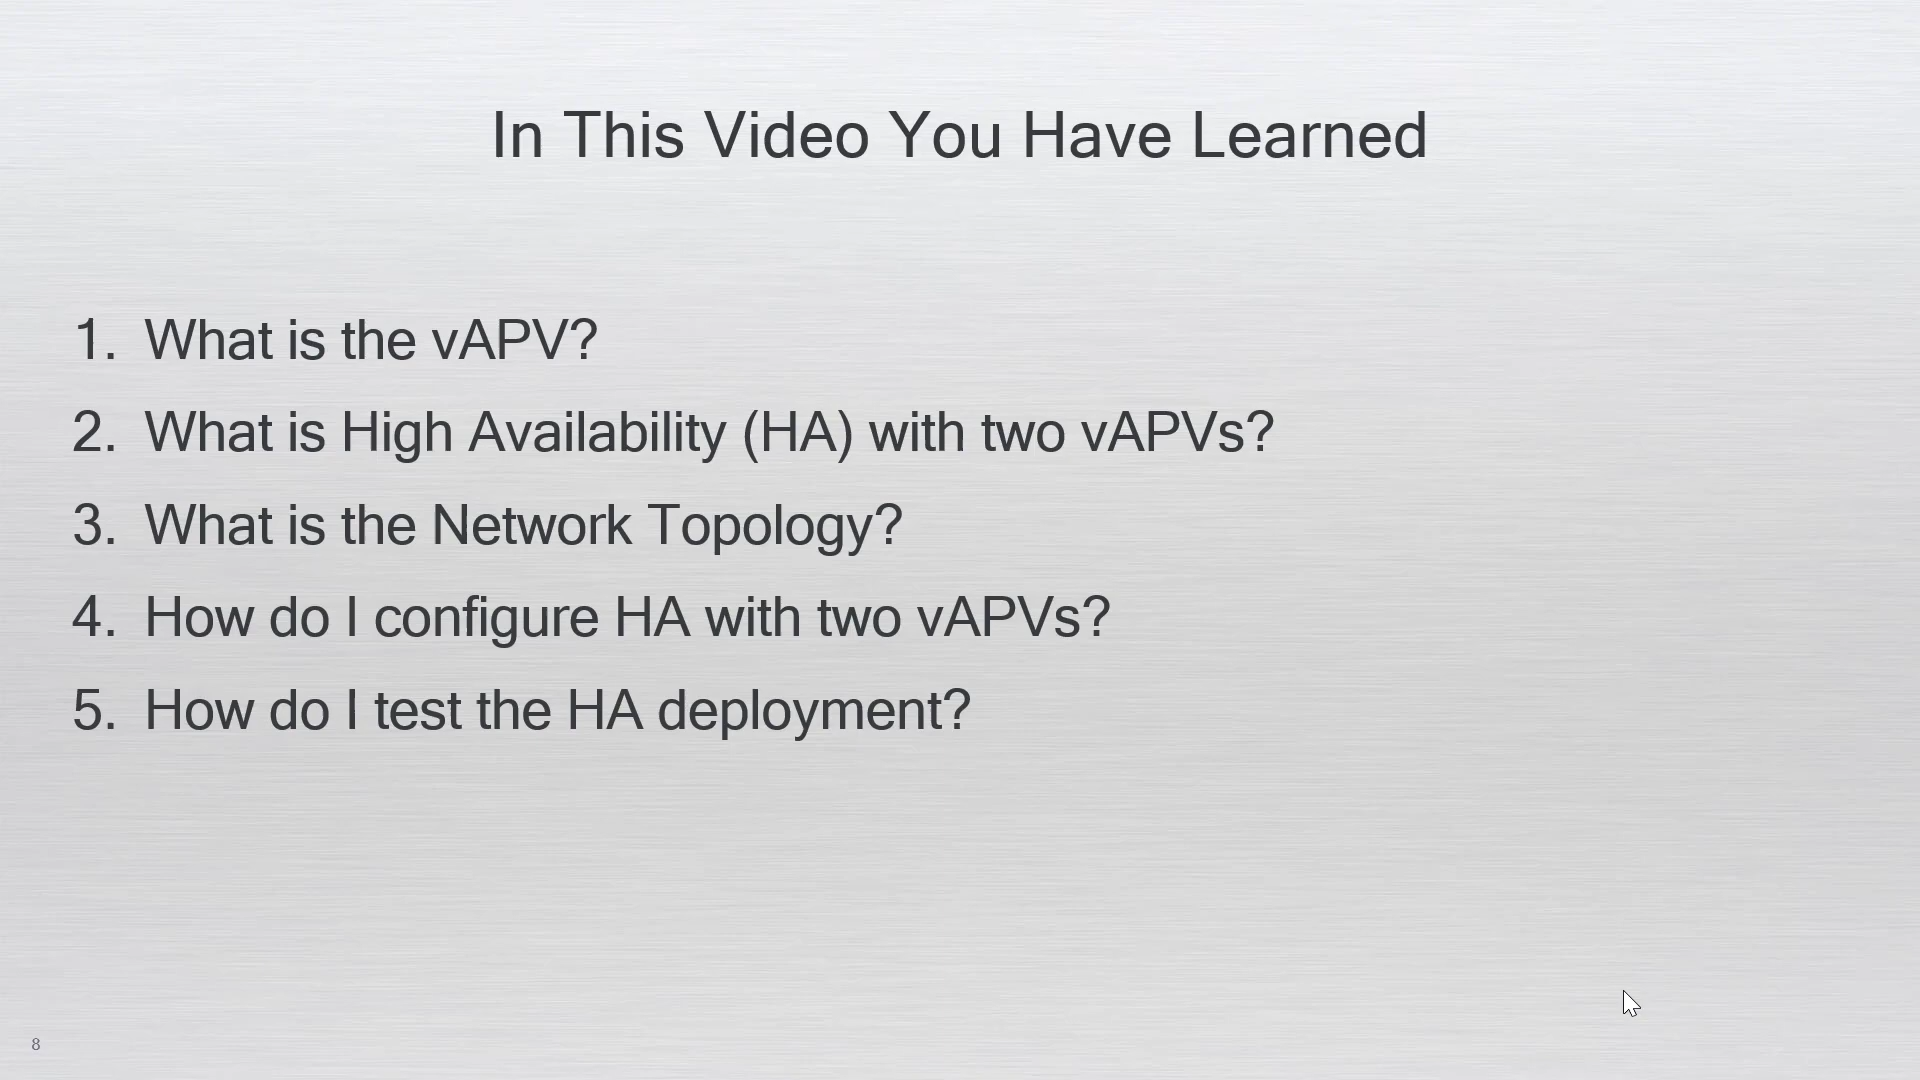 In This Video You Have Learned
1. What is the vAPV?
2. What is High Availability (HA) with two vAPVs?
3. What is the Network Topology?
4. How do I configure HA with two vAPVs?
5. How do I test the HA deployment?
8